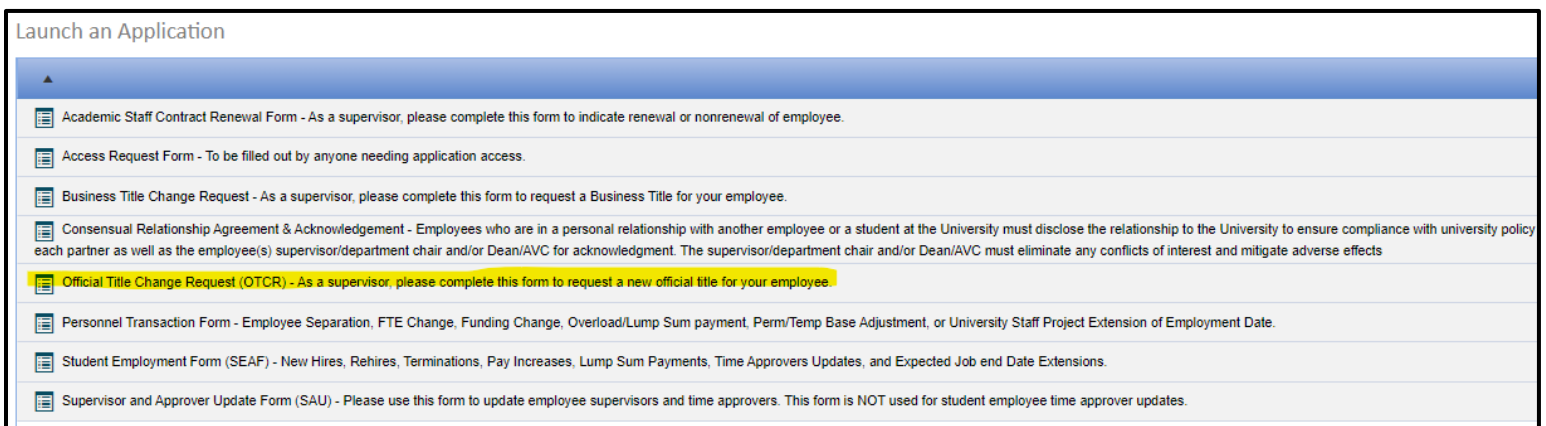 Launch an Application
Academic Staff Contract Renewal Form - As a supervisor, please complete this form to indicate renewal or nonrenewal of employee.
Access Request Form - To be filled out by anyone needing application access.
Business Title Change Request - As a supervisor, please complete this form to request a Business Title for your employee.
Consensual Relationship Agreement & Acknowledgement - Employees who are in a personal relationship with another employee or a student at the University must disclose the relationship to the University to ensure compliance with university policy
each partner as well as the employee(s) supervisor/department chair and/or Dean/AVC for acknowledgment. The supervisor/department chair and/or Dean/AVC must eliminate any conflicts of interest and mitigate adverse effects
Official Title Change Request (OTCR) - As a supervisor, please complete this form to request a new official title for your employee.
Personnel Transaction Form - Employee Separation, FTE Change, Funding Change, Overload/Lump Sum payment, Perm/Temp Base Adjustment, or University Staff Project Extension of Employment Date.
Student Employment Form (SEAF) - New Hires, Rehires, Terminations, Pay Increases, Lump Sum Payments, Time Approvers Updates, and Expected Job end Date Extensions.
Supervisor and Approver Update Form (SAU) - Please use this form to update employee supervisors and time approvers. This form is NOT used for student employee time approver updates.